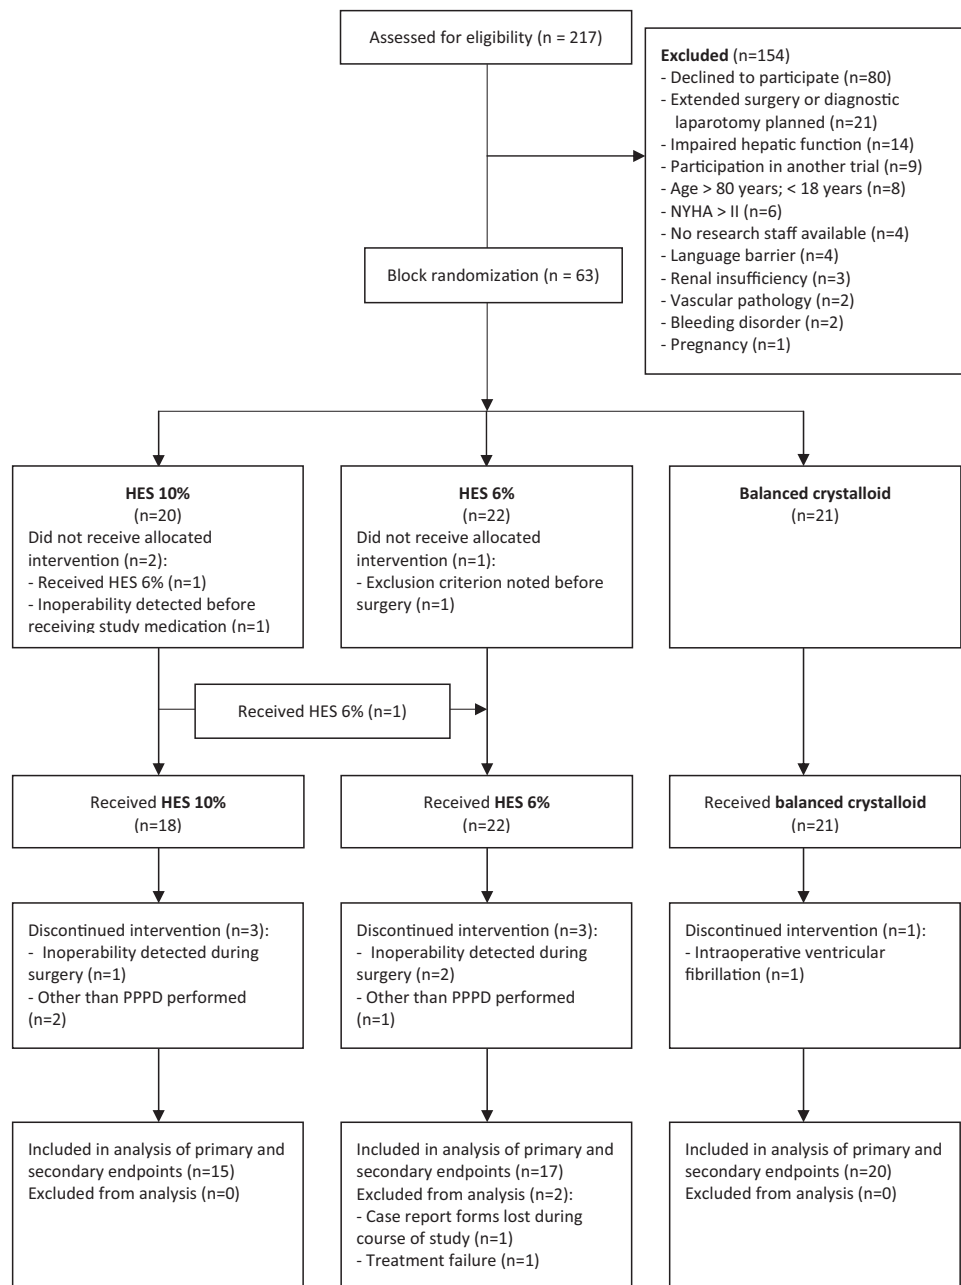 Assessed for eligibility (n = 217)
Excluded (n=154)
- Declined to participate (n=80)
- Extended surgery or diagnostic
laparotomy planned (n=21)
- Impaired hepatic function (n=14)
- Participation in another trial (n=9)
- Age > 80 years; < 18 years (n=8)
- NYHA > II (n=6)
- No research staff available (n=4)
- Language barrier (n=4)
- Renal insufficiency (n=3)
- Vascular pathology (n=2)
- Bleeding disorder (n=2)
- Pregnancy (n=1)
Block randomization (n = 63)
HES 10%
(n=20)
Did not receive allocated
intervention (n=2):
- Received HES 6% (n=1)
- Inoperability detected before
receiving study medication (n=1)
HES 6%
(n=22)
Did not receive allocated
intervention (n=1):
- Exclusion criterion noted before
surgery (n=1)
Balanced crystalloid
(n=21)
Received HES 6% (n=1)
Received HES 10%
(n=18)
Received HES 6%
(n=22)
Received balanced crystalloid
(n=21)
Discontinued intervention (n=3):
- Inoperability detected during
surgery (n=1)
- Other than PPPD performed
(n=2)
Discontinued intervention (n=3):
- Inoperability detected during
surgery (n=2)
- Other than PPPD performed
(n=1)
Discontinued intervention (n=1):
- Intraoperative ventricular
fibrillation (n=1)
Included in analysis of primary and
secondary endpoints (n=15)
Excluded from analysis (n=0)
Included in analysis of primary and
secondary endpoints (n=17)
Excluded from analysis (n=2):
- Case report forms lost during
course of study (n=1)
- Treatment failure (n=1)
Included in analysis of primary and
secondary endpoints (n=20)
Excluded from analysis (n=0)